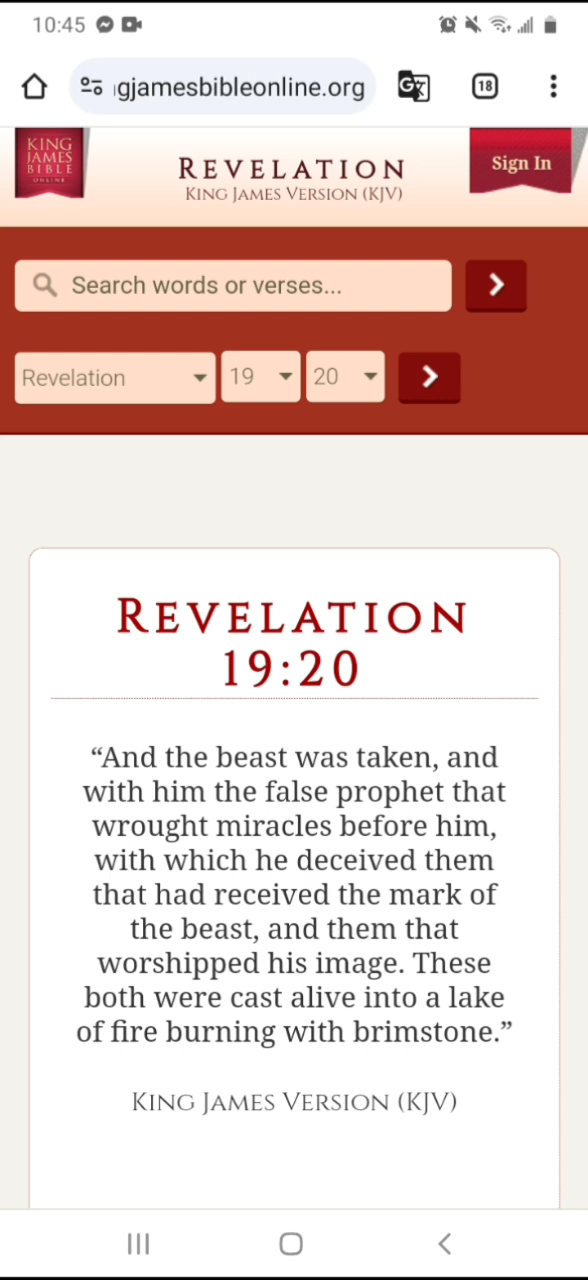 10:45
gjamesbibleonline.org
18
KING
JAMES
BIBLE
ONLINE
REVELATION
KING JAMES VERSION (KJV)
Sign In
Search words or verses...
Revelation
19
20
REVELATION
19:20
“And the beast was taken, and
with him the false prophet that
wrought miracles before him,
with which he deceived them
that had received the mark of
the beast, and them that
worshipped his image. These
both were cast alive into a lake
of fire burning with brimstone.”
KING JAMES VERSION (KJV)